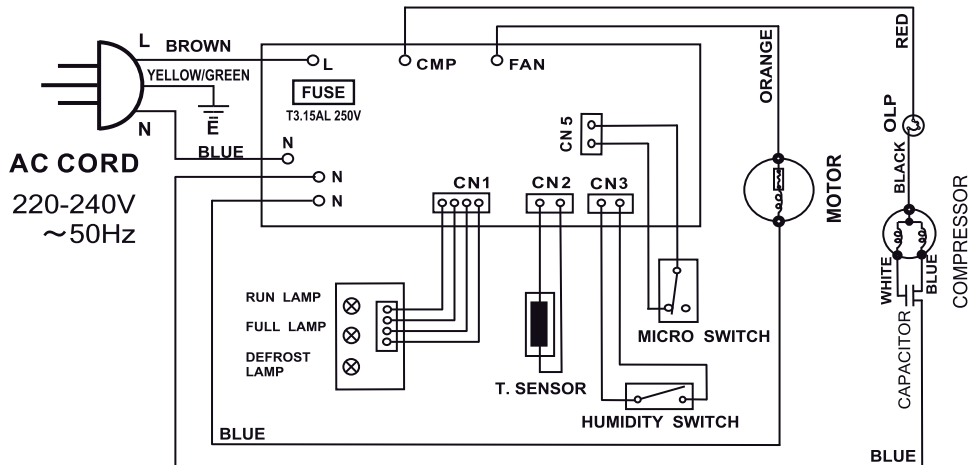 L
BROWN
YELLOW/GREEN
E
N
BLUE
AC CORD
220-240V
～50Hz
L
FUSE
T3.15AL 250V
N
N
N
CMP
FAN
CN 5
CN1
CN2
CN3
ORANGE
MOTOR
RED
OLP
BLACK
COMPRESSOR
WHITE
BLUE
CAPACITOR
RUN LAMP
FULL LAMP
DEFROST
LAMP
T. SENSOR
MICRO SWITCH
HUMIDITY SWITCH
BLUE
BLUE